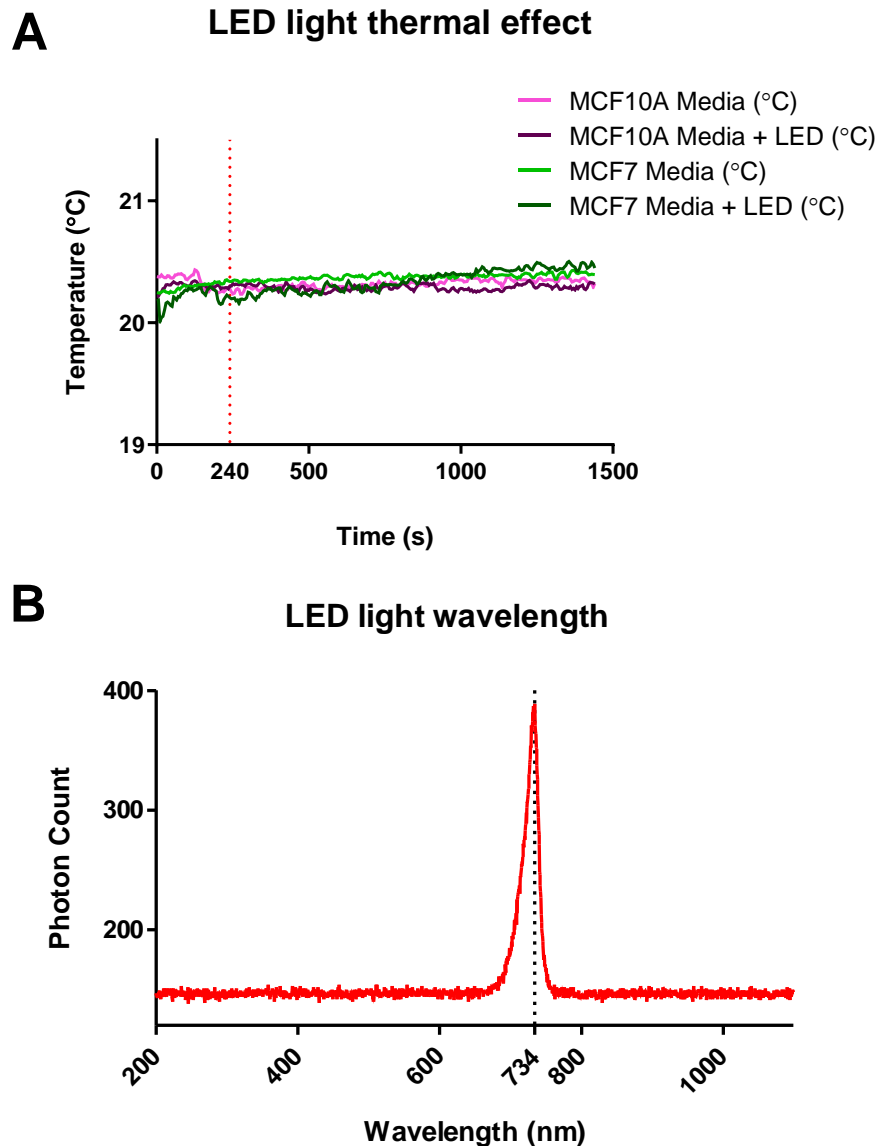 A
LED light thermal effect
MCF10A Media (°C)
MCF10A Media + LED (°C)
MCF7 Media (°C)
MCF7 Media + LED (°C)
Temperature (°C)
21
20
19
0 240 500 1000 1500
Time (s)
B
LED light wavelength
Photon Count
400
300
200
200 400 600 734 800 1000
Wavelength (nm)